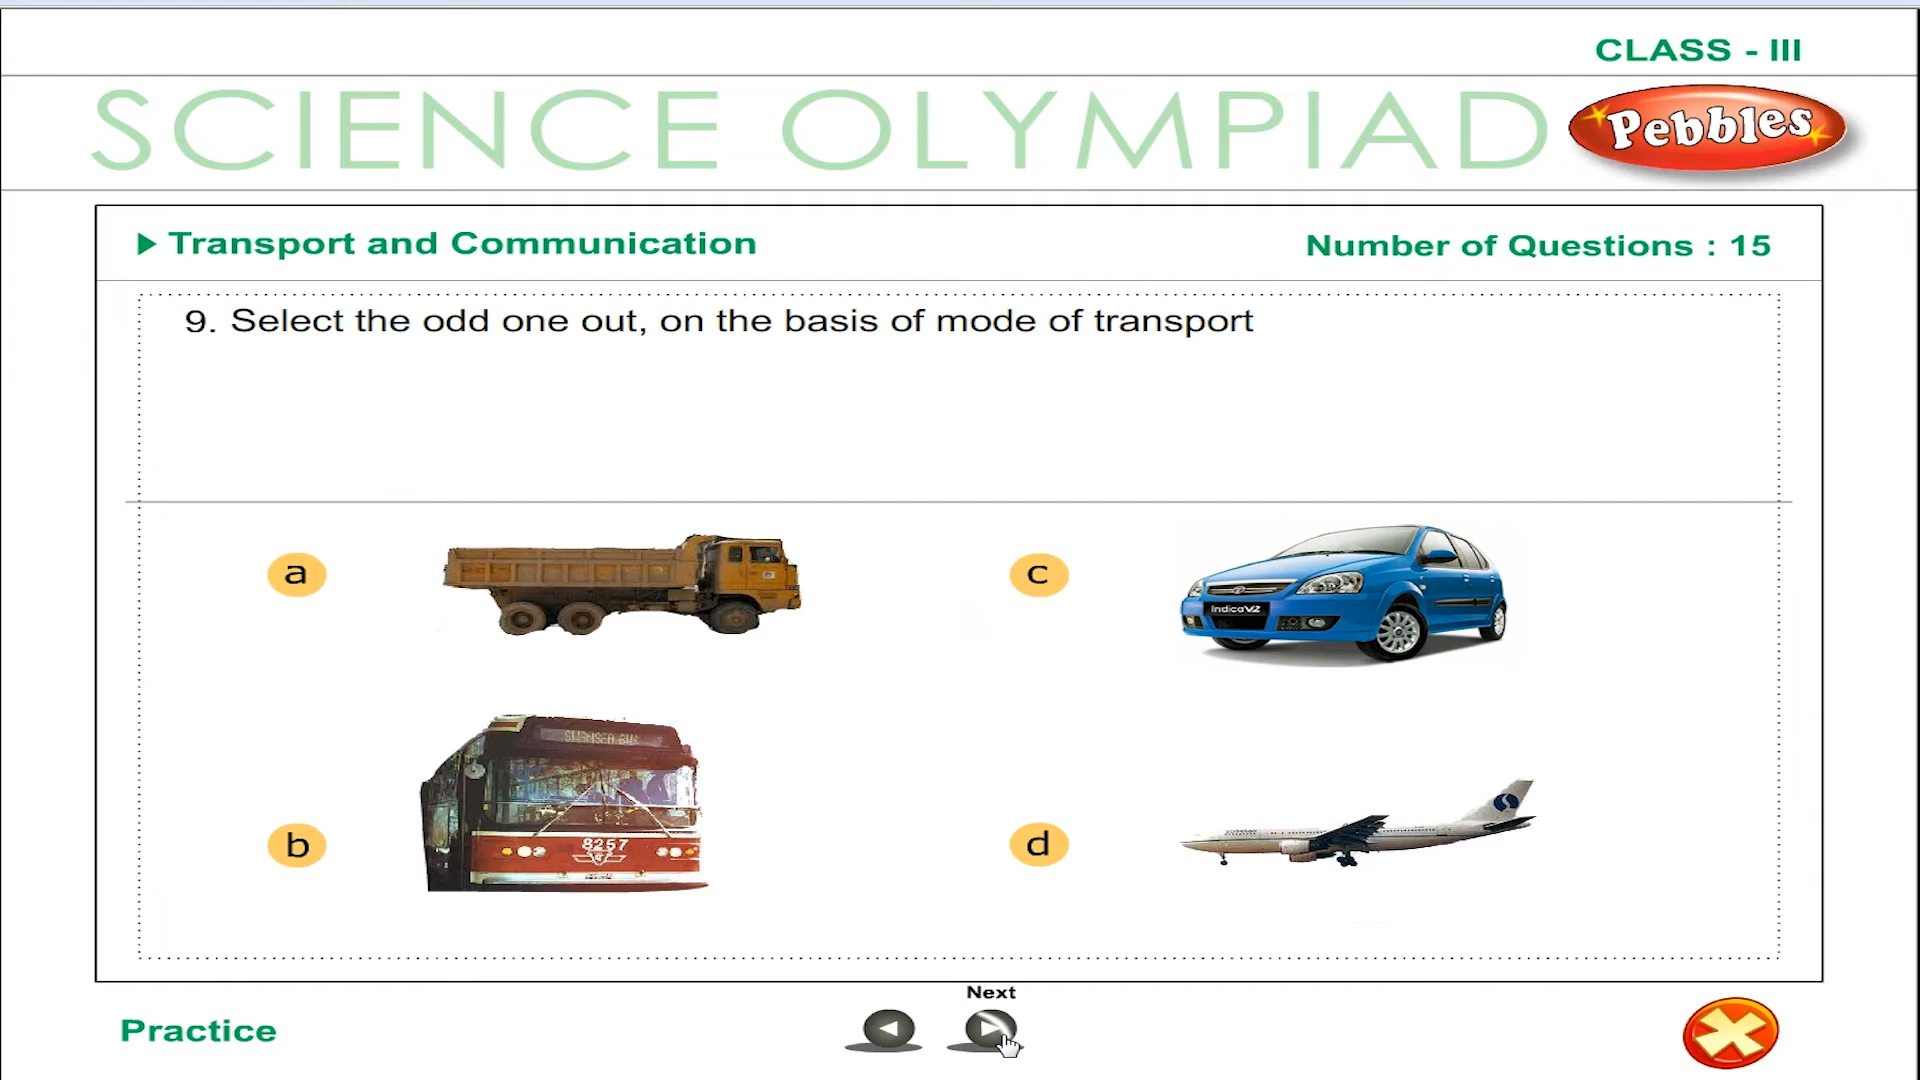 CLASS - III
SCIENCE OLYMPIAD
Pebbles
Transport and Communication
Number of Questions : 15
9. Select the odd one out, on the basis of mode of transport
a
c
IndicaV2
b
8257
d
Next
Practice